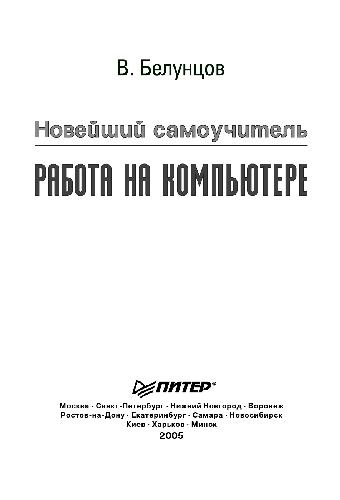 В. Белунцов
Новейший самоучитель
РАБОТА НА КОМПЬЮТЕРЕ
ПИТЕР®
Москва · Санкт-Петербург · Нижний Новгород · Воронеж
Ростов-на-Дону · Екатеринбург · Самара · Новосибирск
Киев · Харьков · Минск
2005